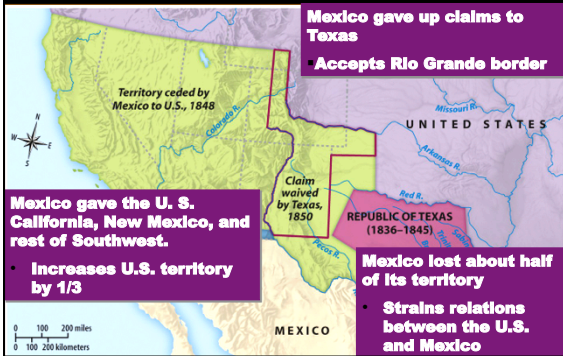 Mexico gave up claims to
Texas
▪Accepts Rio Grande border
Territory ceded by
Mexico to U.S., 1848
Colorado R.
Missouri R.
UNITED STATES
Arkansas R.
N
W
E
S
Claim
waived
by Texas,
1850
Red R.
REPUBLIC OF TEXAS
(1836–1845)
Pecos R.
Mexico gave the U. S.
California, New Mexico, and
rest of Southwest.
• Increases U.S. territory
by 1/3
Mexico lost about half
of its territory
• Strains relations
between the U.S.
and Mexico
MEXICO
0 100 200 miles
0 100 200 kilometers